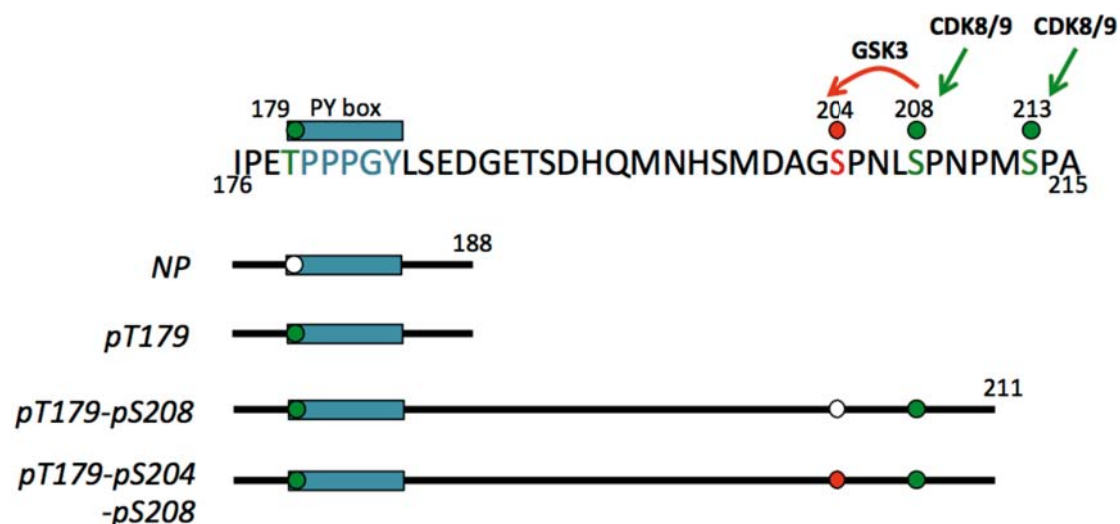 CDK8/9 CDK8/9
GSK3
179 PY box 204 208 213
IPETPPPGYLSEDGETSDHQMNHSMDAGSPNLSPNPMSPA
176 215
188
NP
pT179
211
pT179-pS208
pT179-pS204
-pS208